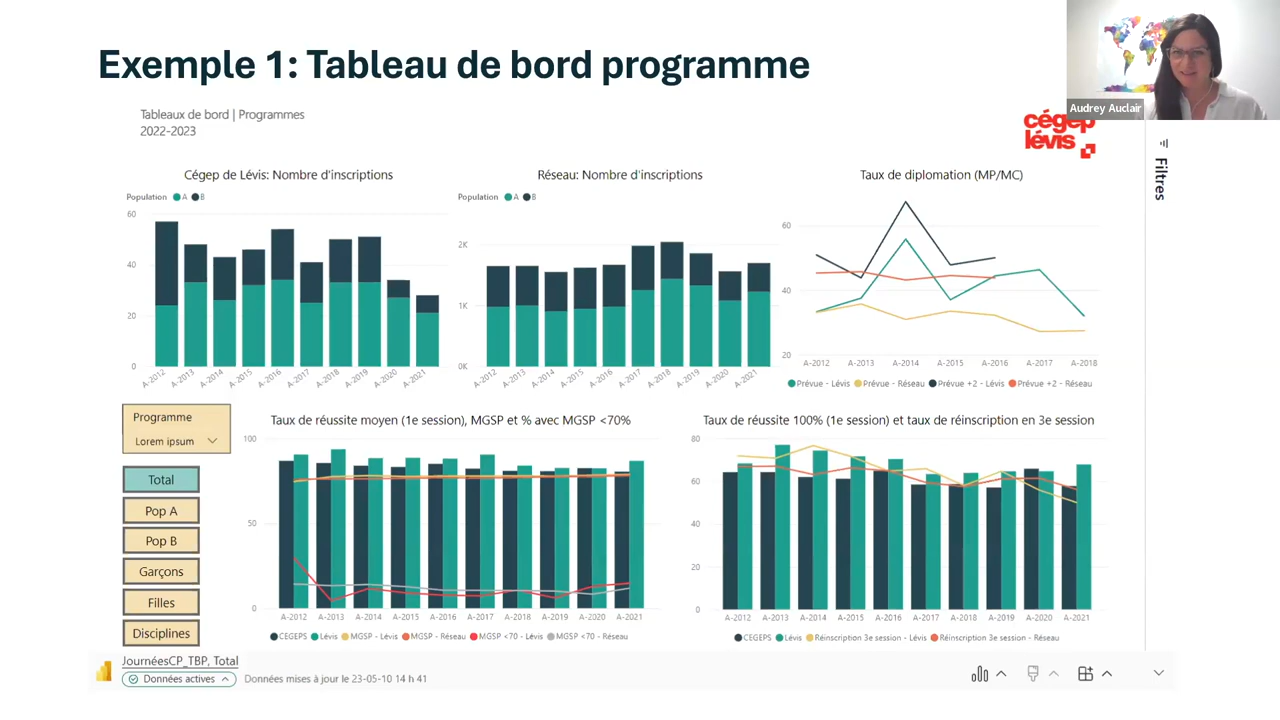 Exemple 1: Tableau de bord programme
Audrey Auclair
Tableaux de bord | Programmes
2022-2023
cégep
lévis
Filtres
Cégep de Lévis: Nombre d'inscriptions
Population A B
60
40
20
0
A-2012 A-2013 A-2014 A-2015 A-2016 A-2017 A-2018 A-2019 A-2020 A-2021
Réseau: Nombre d'inscriptions
Population A B
2K
1K
0K
A-2012 A-2013 A-2014 A-2015 A-2016 A-2017 A-2018 A-2019 A-2020 A-2021
Taux de diplomation (MP/MC)
60
40
20
A-2012 A-2013 A-2014 A-2015 A-2016 A-2017 A-2018
Prévue - Lévis Prévue - Réseau Prévue +2 - Lévis Prévue +2 - Réseau
Programme
Lorem ipsum
Total
Pop A
Pop B
Garçons
Filles
Disciplines
Taux de réussite moyen (1e session), MGSP et % avec MGSP <70%
100
50
0
A-2012 A-2013 A-2014 A-2015 A-2016 A-2017 A-2018 A-2019 A-2020 A-2021
CEGEPS Lévis MGSP - Lévis MGSP - Réseau MGSP <70 - Lévis MGSP <70 - Réseau
Taux de réussite 100% (1e session) et taux de réinscription en 3e session
80
60
40
20
0
A-2012 A-2013 A-2014 A-2015 A-2016 A-2017 A-2018 A-2019 A-2020 A-2021
CEGEPS Lévis Réinscription 3e session - Lévis Réinscription 3e session - Réseau
JournéesCP_TBP, Total
Données actives
Données mises à jour le 23-05-10 14 h 41